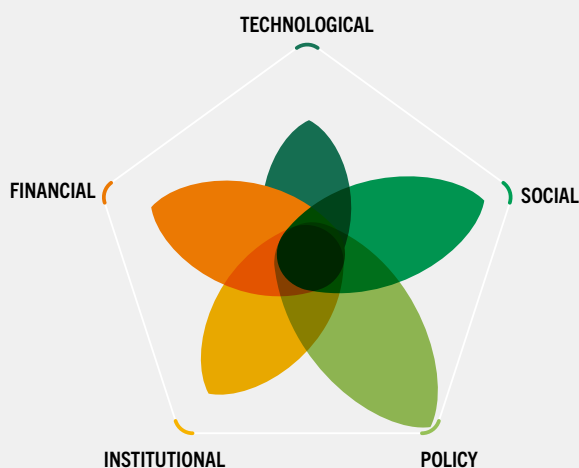 TECHNOLOGICAL
FINANCIAL
SOCIAL
INSTITUTIONAL
POLICY